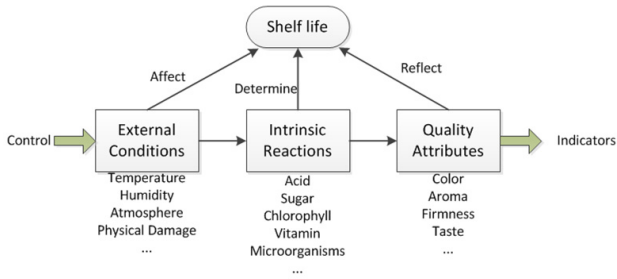 Shelf life
Affect
Determine
Reflect
Control
External
Conditions
Intrinsic
Reactions
Quality
Attributes
Indicators
Temperature
Humidity
Atmosphere
Physical Damage
...
Acid
Sugar
Chlorophyll
Vitamin
Microorganisms
...
Color
Aroma
Firmness
Taste
...